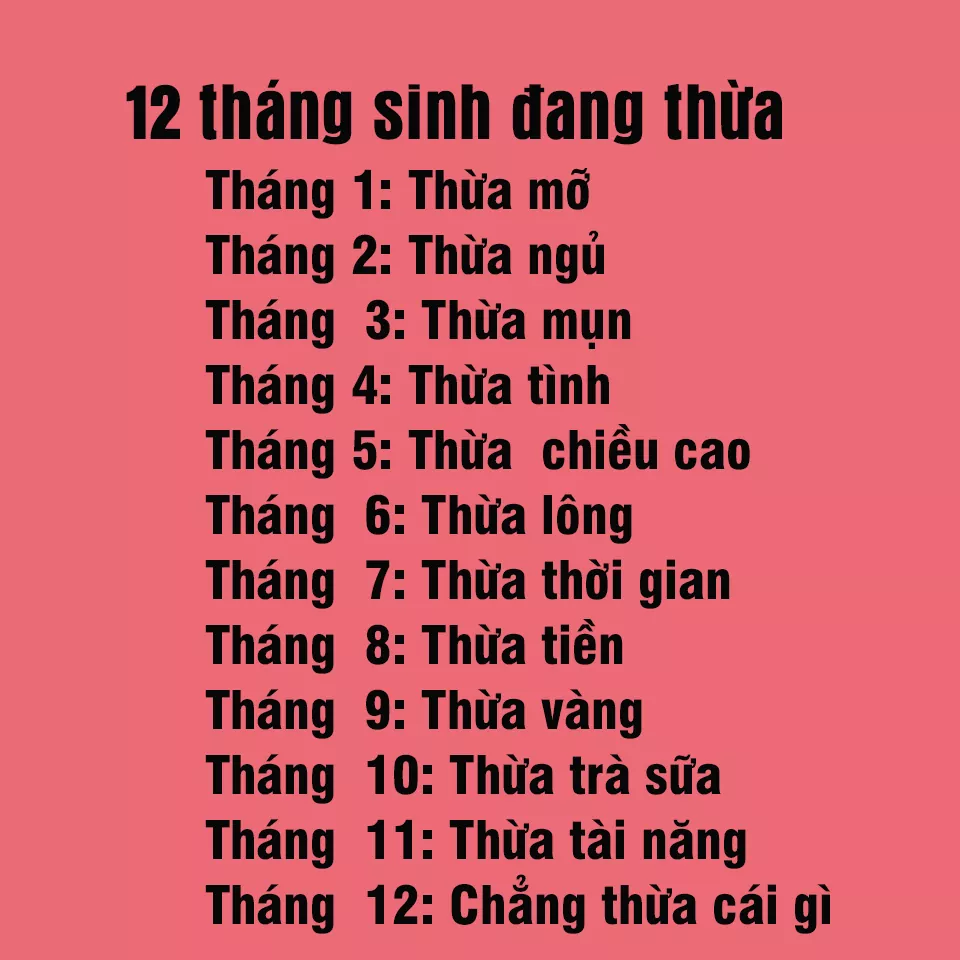 12 tháng sinh đang thừa
Tháng 1: Thừa mỡ
Tháng 2: Thừa ngủ
Tháng 3: Thừa mụn
Tháng 4: Thừa tình
Tháng 5: Thừa chiều cao
Tháng 6: Thừa lông
Tháng 7: Thừa thời gian
Tháng 8: Thừa tiền
Tháng 9: Thừa vàng
Tháng 10: Thừa trà sữa
Tháng 11: Thừa tài năng
Tháng 12: Chẳng thừa cái gì